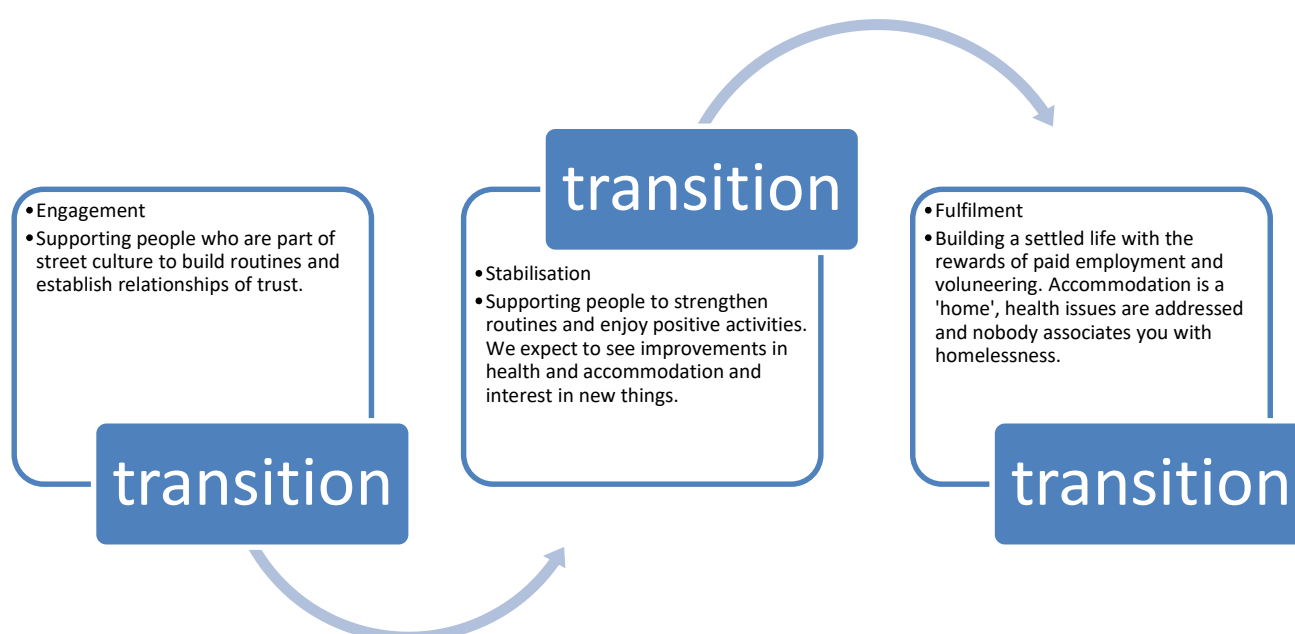 •Engagement
•Supporting people who are part of
street culture to build routines and
establish relationships of trust.
transition
transition
•Stabilisation
•Supporting people to strengthen
routines and enjoy positive activities.
We expect to see improvements in
health and accommodation and
interest in new things.
•Fulfilment
•Building a settled life with the
rewards of paid employment and
voluneering. Accommodation is a
'home', health issues are addressed
and nobody associates you with
homelessness.
transition